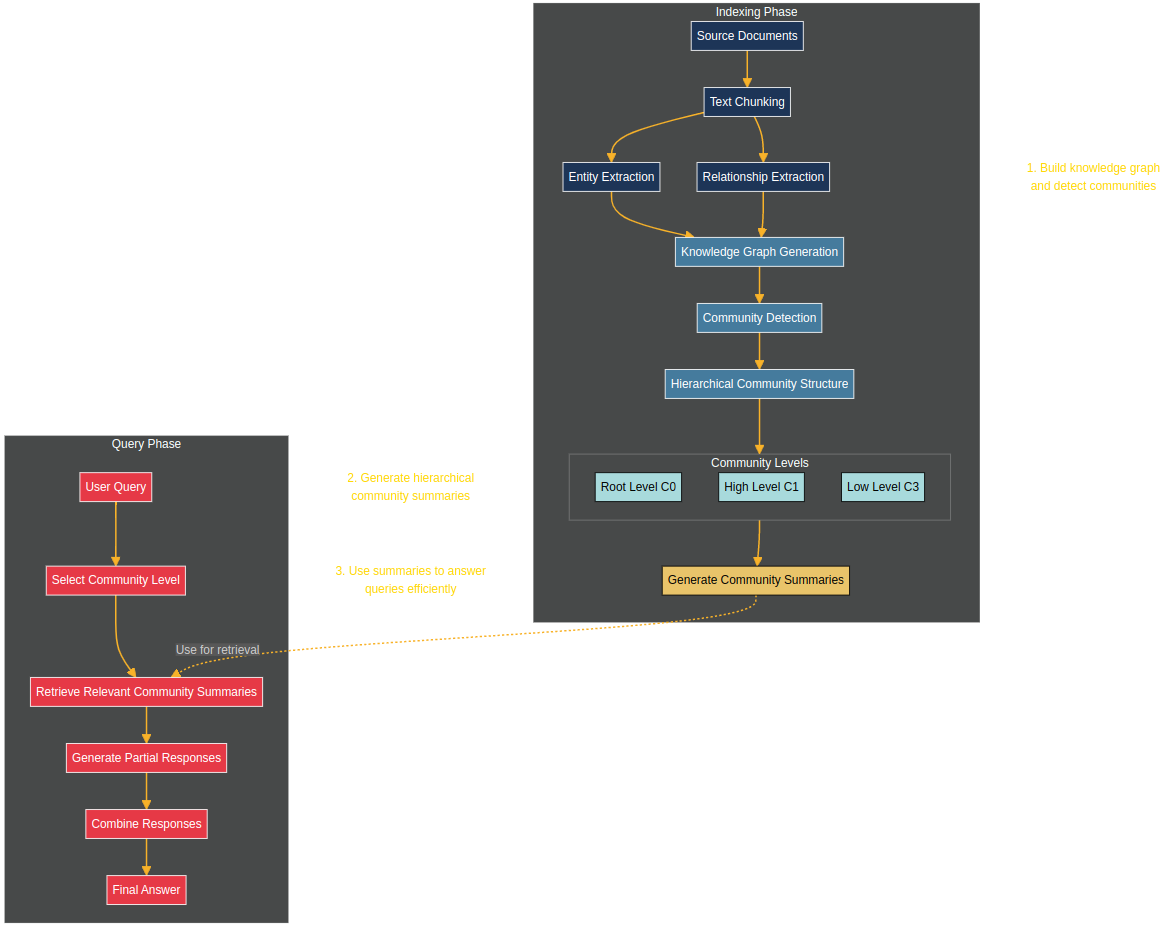 Indexing Phase
Source Documents
Text Chunking
Entity Extraction
Relationship Extraction
Knowledge Graph Generation
Community Detection
Hierarchical Community Structure
Community Levels
Root Level C0
High Level C1
Low Level C3
Generate Community Summaries
1. Build knowledge graph
and detect communities
2. Generate hierarchical
community summaries
3. Use summaries to answer
queries efficiently
Query Phase
User Query
Select Community Level
Use for retrieval
Retrieve Relevant Community Summaries
Generate Partial Responses
Combine Responses
Final Answer